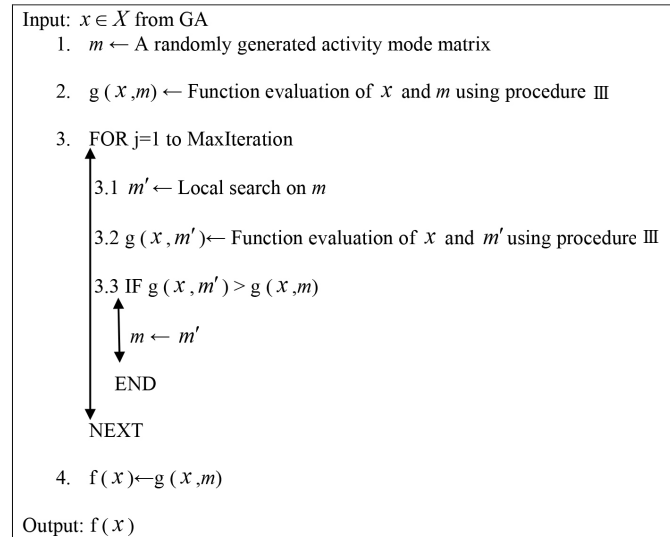 Input: x ∈ X from GA
1. m ← A randomly generated activity mode matrix
2. g ( x ,m) ← Function evaluation of x and m using procedure Ⅲ
3. FOR j=1 to MaxIteration
3.1 m′ ← Local search on m
3.2 g ( x , m′ )← Function evaluation of x and m′ using procedure Ⅲ
3.3 IF g ( x , m′ ) > g ( x ,m)
m ← m′
END
NEXT
4. f ( x )←g ( x ,m)
Output: f ( x )